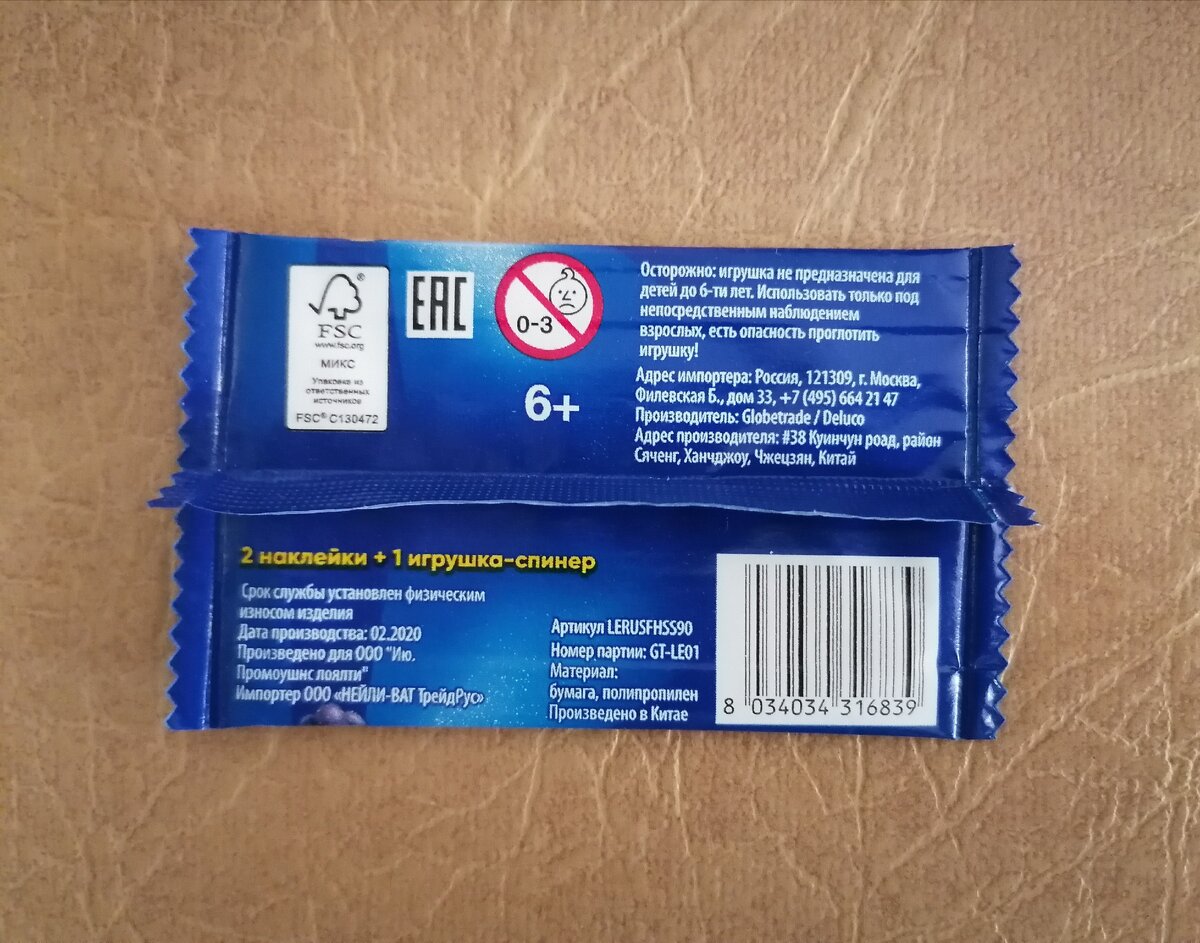 FSC®
www.fsc.org
МИКС
Упаковка из
ответственных
источников
FSC® C130472
EAC
0-3
6+
Осторожно: игрушка не предназначена для
детей до 6-ти лет. Использовать только под
непосредственным наблюдением
взрослых, есть опасность проглотить
игрушку!
Адрес импортера: Россия, 121309, г. Москва,
Филевская Б., дом 33, +7 (495) 664 21 47
Производитель: Globetrade / Deluco
Адрес производителя: #38 Куинчун роад, район
Сяченг, Ханчджоу, Чжецзян, Китай
2 наклейки + 1 игрушка-спинер
Срок службы установлен физическим
износом изделия
Дата производства: 02.2020
Произведено для ООО "Ию.
Промоушнс лоялти"
Импортер ООО «НЕЙЛИ-ВАТ ТрейдРус»
Артикул LERUSFHSS90
Номер партии: GT-LE01
Материал:
бумага, полипропилен
Произведено в Китае
8 034034 316839